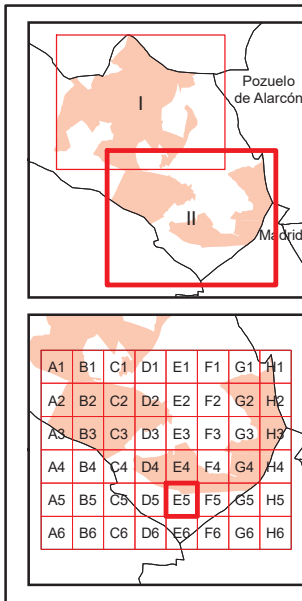 I
Pozuelo
de Alarcón
II
Madrid
A1 B1 C1 D1 E1 F1 G1 H1
A2 B2 C2 D2 E2 F2 G2 H2
A3 B3 C3 D3 E3 F3 G3 H3
A4 B4 C4 D4 E4 F4 G4 H4
A5 B5 C5 D5 E5 F5 G5 H5
A6 B6 C6 D6 E6 F6 G6 H6